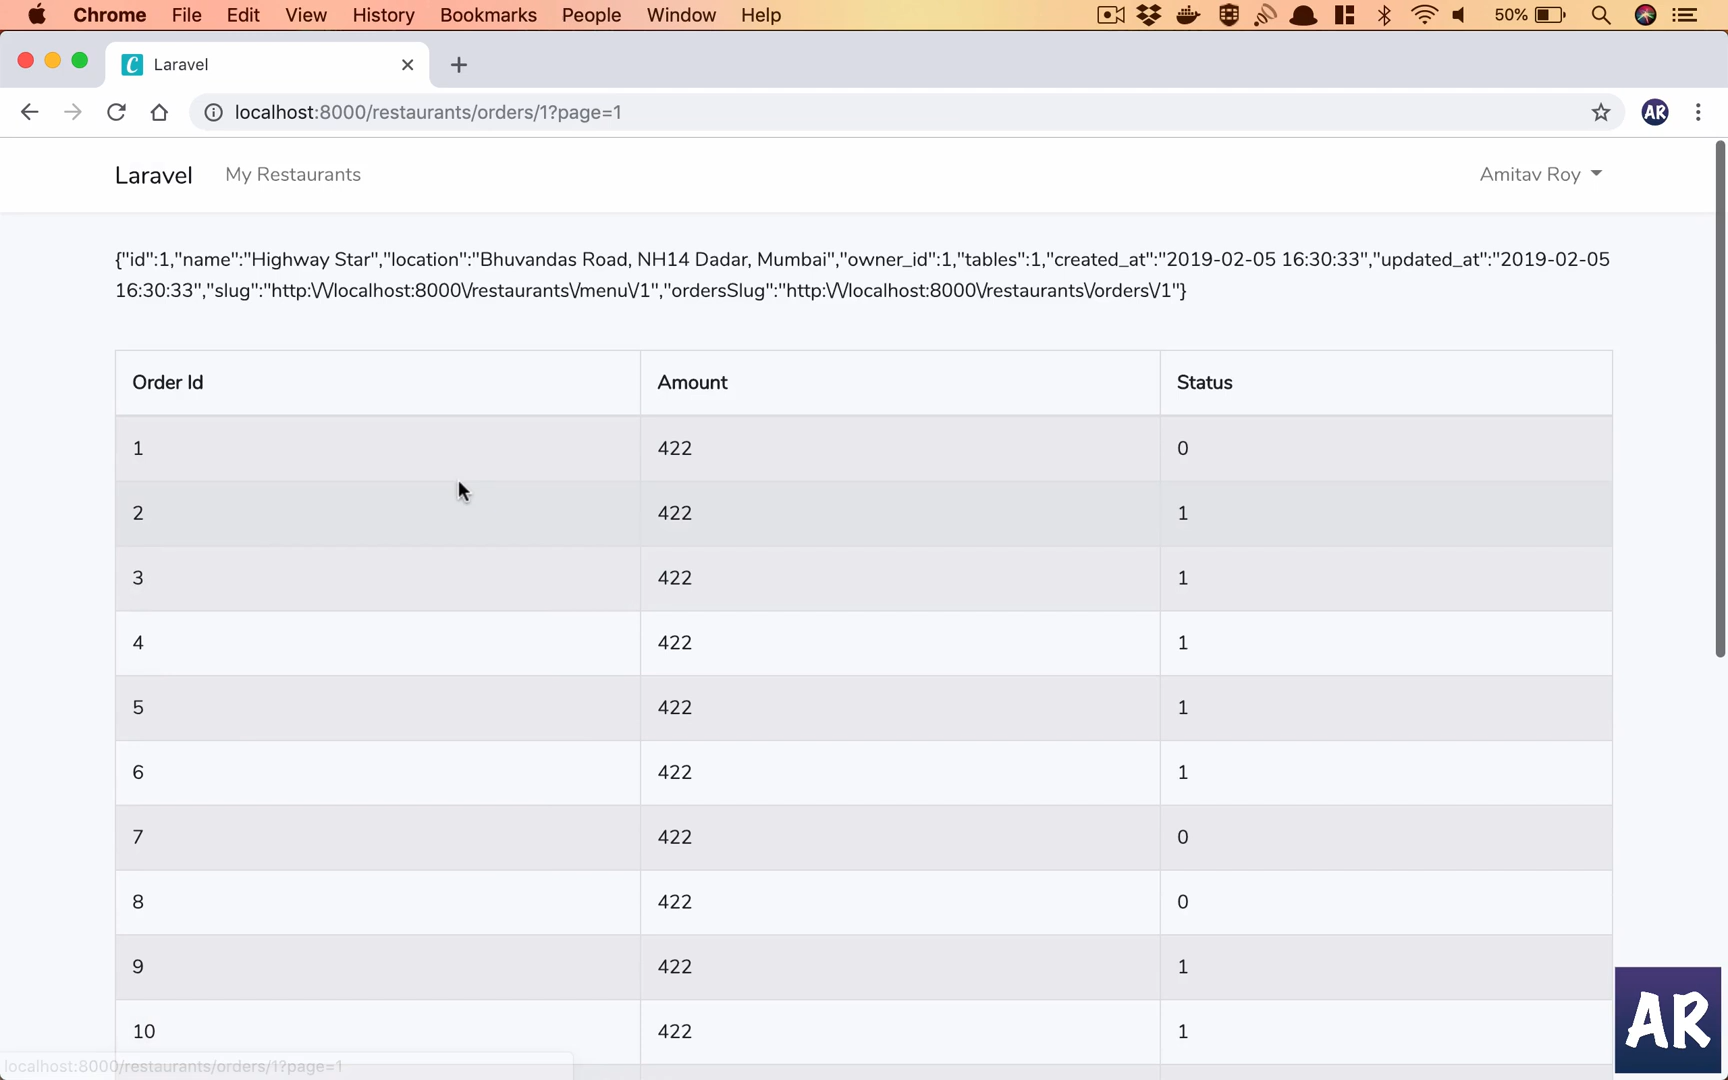 Chrome File Edit View History Bookmarks People Window Help 50%
Laravel
localhost:8000/restaurants/orders/1?page=1 AR
Laravel My Restaurants Amitav Roy
{"id":1,"name":"Highway Star","location":"Bhuvandas Road, NH14 Dadar, Mumbai","owner_id":1,"tables":1,"created_at":"2019-02-05 16:30:33","updated_at":"2019-02-05
16:30:33","slug":"http:\/\/localhost:8000\/restaurants\/menu\/1","ordersSlug":"http:\/\/localhost:8000\/restaurants\/orders\/1"}
Order Id Amount Status
1 422 0
2 422 1
3 422 1
4 422 1
5 422 1
6 422 1
7 422 0
8 422 0
9 422 1
10 422 1
localhost:8000/restaurants/orders/1?page=1
AR